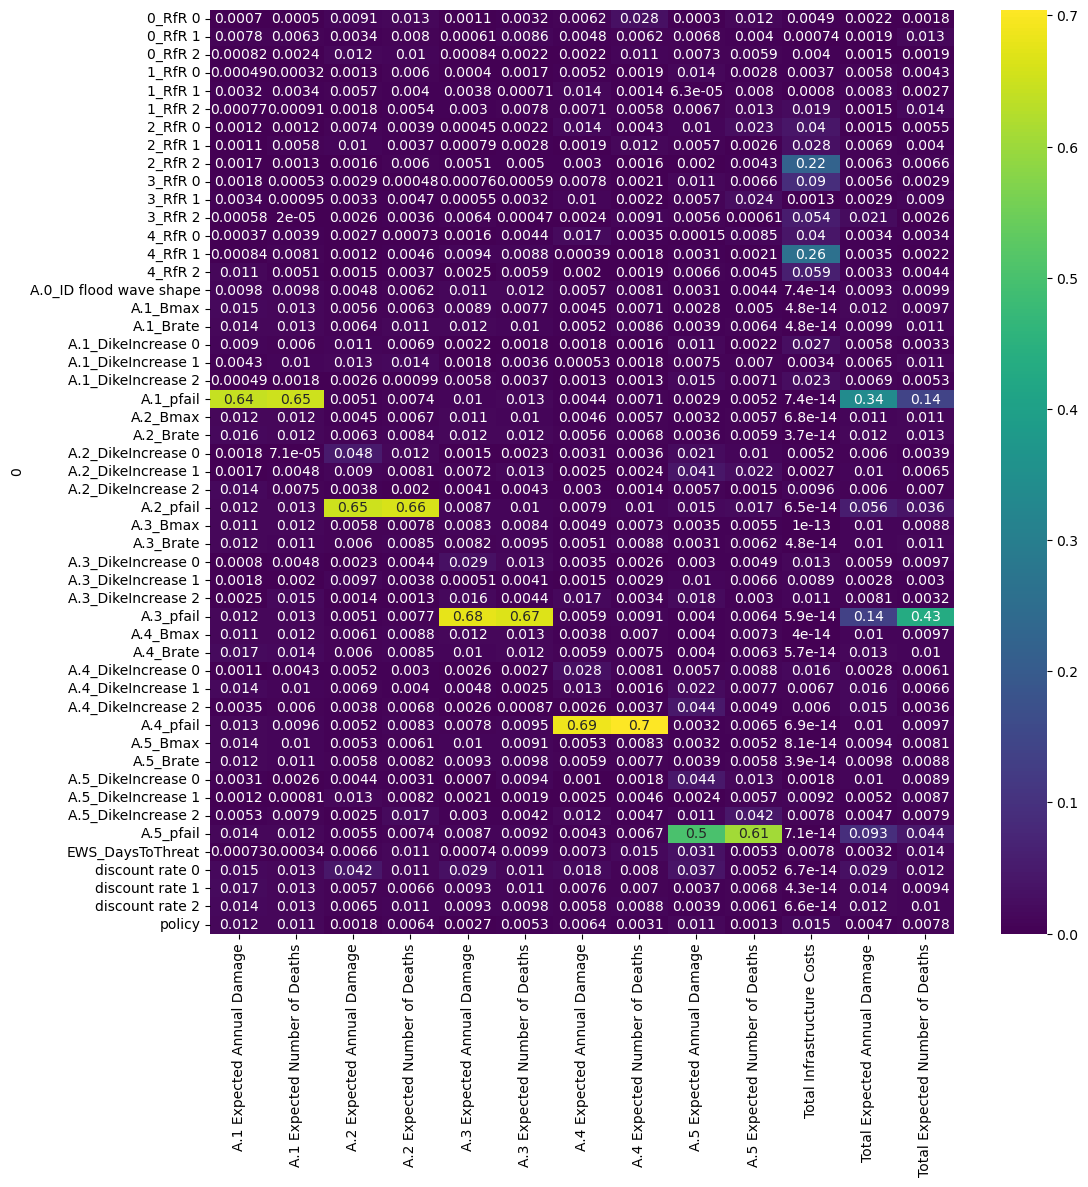 0_RfR 0 0.0007 0.0005 0.0091 0.013 0.0011 0.0032 0.0062 0.028 0.0003 0.012 0.0049 0.0022 0.0018
0_RfR 1 0.0078 0.0063 0.0034 0.008 0.00061 0.0086 0.0048 0.0062 0.0068 0.004 0.00074 0.0019 0.013
0_RfR 2 0.00082 0.0024 0.012 0.01 0.00084 0.0022 0.0022 0.011 0.0073 0.0059 0.004 0.0015 0.0019
1_RfR 0 0.00049 0.00032 0.0013 0.006 0.0004 0.0017 0.0052 0.0019 0.014 0.0028 0.0037 0.0058 0.0043
1_RfR 1 0.0032 0.0034 0.0057 0.004 0.0038 0.00071 0.014 0.0014 6.3e-05 0.008 0.0008 0.0083 0.0027
1_RfR 2 0.00077 0.00091 0.0018 0.0054 0.003 0.0078 0.0071 0.0058 0.0067 0.013 0.019 0.0015 0.014
2_RfR 0 0.0012 0.0012 0.0074 0.0039 0.00045 0.0022 0.014 0.0043 0.01 0.023 0.04 0.0015 0.0055
2_RfR 1 0.0011 0.0058 0.01 0.0037 0.00079 0.0028 0.0019 0.012 0.0057 0.0026 0.028 0.0069 0.004
2_RfR 2 0.0017 0.0013 0.0016 0.006 0.0051 0.005 0.003 0.0016 0.002 0.0043 0.22 0.0063 0.0066
3_RfR 0 0.0018 0.00053 0.0029 0.00048 0.00076 0.00059 0.0078 0.0021 0.011 0.0066 0.09 0.0056 0.0029
3_RfR 1 0.0034 0.00095 0.0033 0.0047 0.00055 0.0032 0.01 0.0022 0.0057 0.024 0.0013 0.0029 0.009
3_RfR 2 0.00058 2e-05 0.0026 0.0036 0.0064 0.00047 0.0024 0.0091 0.0056 0.00061 0.054 0.021 0.0026
4_RfR 0 0.00037 0.0039 0.0027 0.00073 0.0016 0.0044 0.017 0.0035 0.00015 0.0085 0.04 0.0034 0.0034
4_RfR 1 0.00084 0.0081 0.0012 0.0046 0.0094 0.0088 0.00039 0.0018 0.0031 0.0021 0.26 0.0035 0.0022
4_RfR 2 0.011 0.0051 0.0015 0.0037 0.0025 0.0059 0.002 0.0019 0.0066 0.0045 0.059 0.0033 0.0044
A.0_ID flood wave shape 0.0098 0.0098 0.0048 0.0062 0.011 0.012 0.0057 0.0081 0.0031 0.0044 7.4e-14 0.0093 0.0099
A.1_Bmax 0.015 0.013 0.0056 0.0063 0.0089 0.0077 0.0045 0.0071 0.0028 0.005 4.8e-14 0.012 0.0097
A.1_Brate 0.014 0.013 0.0064 0.011 0.012 0.01 0.0052 0.0086 0.0039 0.0064 4.8e-14 0.0099 0.011
A.1_DikeIncrease 0 0.009 0.006 0.011 0.0069 0.0022 0.0018 0.0018 0.0016 0.011 0.0022 0.027 0.0058 0.0033
A.1_DikeIncrease 1 0.0043 0.01 0.013 0.014 0.0018 0.0036 0.00053 0.0018 0.0075 0.007 0.0034 0.0065 0.011
A.1_DikeIncrease 2 0.00049 0.0018 0.0026 0.00099 0.0058 0.0037 0.0013 0.0013 0.015 0.0071 0.023 0.0069 0.0053
A.1_pfail 0.64 0.65 0.0051 0.0074 0.01 0.013 0.0044 0.0071 0.0029 0.0052 7.4e-14 0.34 0.14
A.2_Bmax 0.012 0.012 0.0045 0.0067 0.011 0.01 0.0046 0.0057 0.0032 0.0057 6.8e-14 0.011 0.011
A.2_Brate 0.016 0.012 0.0063 0.0084 0.012 0.012 0.0056 0.0068 0.0036 0.0059 3.7e-14 0.012 0.013
A.2_DikeIncrease 0 0.0018 7.1e-05 0.048 0.012 0.0015 0.0023 0.0031 0.0036 0.021 0.01 0.0052 0.006 0.0039
A.2_DikeIncrease 1 0.0017 0.0048 0.009 0.0081 0.0072 0.013 0.0025 0.0024 0.041 0.022 0.0027 0.01 0.0065
A.2_DikeIncrease 2 0.014 0.0075 0.0038 0.002 0.0041 0.0043 0.003 0.0014 0.0057 0.0015 0.0096 0.006 0.007
A.2_pfail 0.012 0.013 0.65 0.66 0.0087 0.01 0.0079 0.01 0.015 0.017 6.5e-14 0.056 0.036
A.3_Bmax 0.011 0.012 0.0058 0.0078 0.0083 0.0084 0.0049 0.0073 0.0035 0.0055 1e-13 0.01 0.0088
A.3_Brate 0.012 0.011 0.006 0.0085 0.0082 0.0095 0.0051 0.0088 0.0031 0.0062 4.8e-14 0.01 0.011
A.3_DikeIncrease 0 0.0008 0.0048 0.0023 0.0044 0.029 0.013 0.0035 0.0026 0.003 0.0049 0.013 0.0059 0.0097
A.3_DikeIncrease 1 0.0018 0.002 0.0097 0.0038 0.00051 0.0041 0.0015 0.0029 0.01 0.0066 0.0089 0.0028 0.003
A.3_DikeIncrease 2 0.0025 0.015 0.0014 0.0013 0.016 0.0044 0.017 0.0034 0.018 0.003 0.011 0.0081 0.0032
A.3_pfail 0.012 0.013 0.0051 0.0077 0.68 0.67 0.0059 0.0091 0.004 0.0064 5.9e-14 0.14 0.43
A.4_Bmax 0.011 0.012 0.0061 0.0088 0.012 0.013 0.0038 0.007 0.004 0.0073 4e-14 0.01 0.0097
A.4_Brate 0.017 0.014 0.006 0.0085 0.01 0.012 0.0059 0.0075 0.004 0.0063 5.7e-14 0.013 0.01
A.4_DikeIncrease 0 0.0011 0.0043 0.0052 0.003 0.0026 0.0027 0.028 0.0081 0.0057 0.0088 0.016 0.0028 0.0061
A.4_DikeIncrease 1 0.014 0.01 0.0069 0.004 0.0048 0.0025 0.013 0.0016 0.022 0.0077 0.0067 0.016 0.0066
A.4_DikeIncrease 2 0.0035 0.006 0.0038 0.0068 0.0026 0.00087 0.0026 0.0037 0.044 0.0049 0.006 0.015 0.0036
A.4_pfail 0.013 0.0096 0.0052 0.0083 0.0078 0.0095 0.69 0.7 0.0032 0.0065 6.9e-14 0.01 0.0097
A.5_Bmax 0.014 0.01 0.0053 0.0061 0.01 0.0091 0.0053 0.0083 0.0032 0.0052 8.1e-14 0.0094 0.0081
A.5_Brate 0.012 0.011 0.0058 0.0082 0.0093 0.0098 0.0059 0.0077 0.0039 0.0058 3.9e-14 0.0098 0.0088
A.5_DikeIncrease 0 0.0031 0.0026 0.0044 0.0031 0.0007 0.0094 0.001 0.0018 0.044 0.013 0.0018 0.01 0.0089
A.5_DikeIncrease 1 0.0012 0.00081 0.013 0.0082 0.0021 0.0019 0.0025 0.0046 0.0024 0.0057 0.0092 0.0052 0.0087
A.5_DikeIncrease 2 0.0053 0.0079 0.0025 0.017 0.003 0.0042 0.012 0.0047 0.011 0.042 0.0078 0.0047 0.0079
A.5_pfail 0.014 0.012 0.0055 0.0074 0.0087 0.0092 0.0043 0.0067 0.5 0.61 7.1e-14 0.093 0.044
EWS_DaysToThreat 0.00073 0.00034 0.0066 0.011 0.00074 0.0099 0.0073 0.015 0.031 0.0053 0.0078 0.0032 0.014
discount rate 0 0.015 0.013 0.042 0.011 0.029 0.011 0.018 0.008 0.037 0.0052 6.7e-14 0.029 0.012
discount rate 1 0.017 0.013 0.0057 0.0066 0.0093 0.011 0.0076 0.007 0.0037 0.0068 4.3e-14 0.014 0.0094
discount rate 2 0.014 0.013 0.0065 0.011 0.0093 0.0098 0.0058 0.0088 0.0039 0.0061 6.6e-14 0.012 0.01
policy 0.012 0.011 0.0018 0.0064 0.0027 0.0053 0.0064 0.0031 0.011 0.0013 0.015 0.0047 0.0078
0
A.1 Expected Annual Damage
A.1 Expected Number of Deaths
A.2 Expected Annual Damage
A.2 Expected Number of Deaths
A.3 Expected Annual Damage
A.3 Expected Number of Deaths
A.4 Expected Annual Damage
A.4 Expected Number of Deaths
A.5 Expected Annual Damage
A.5 Expected Number of Deaths
Total Infrastructure Costs
Total Expected Annual Damage
Total Expected Number of Deaths
0.7
0.6
0.5
0.4
0.3
0.2
0.1
0.0